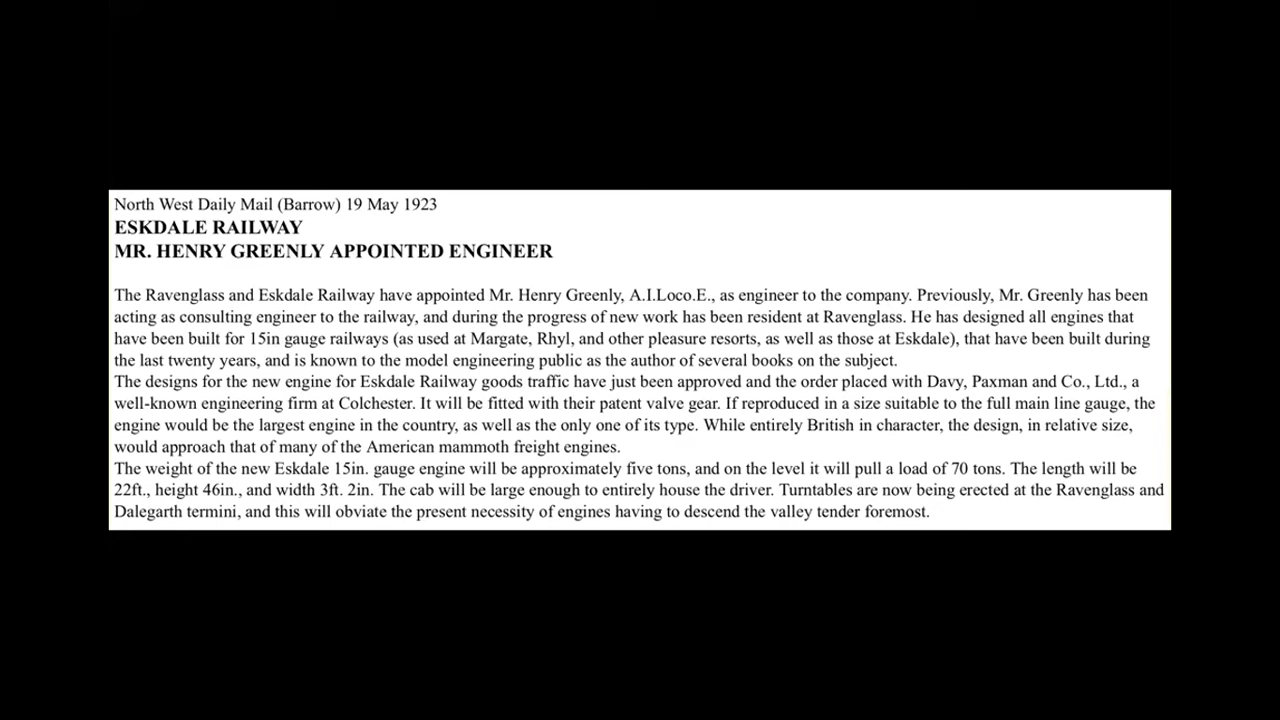 North West Daily Mail (Barrow) 19 May 1923
ESKDALE RAILWAY
MR. HENRY GREENLY APPOINTED ENGINEER
The Ravenglass and Eskdale Railway have appointed Mr. Henry Greenly, A.I.Loco.E., as engineer to the company. Previously, Mr. Greenly has been
acting as consulting engineer to the railway, and during the progress of new work has been resident at Ravenglass. He has designed all engines that
have been built for 15in gauge railways (as used at Margate, Rhyl, and other pleasure resorts, as well as those at Eskdale), that have been built during
the last twenty years, and is known to the model engineering public as the author of several books on the subject.
The designs for the new engine for Eskdale Railway goods traffic have just been approved and the order placed with Davy, Paxman and Co., Ltd., a
well-known engineering firm at Colchester. It will be fitted with their patent valve gear. If reproduced in a size suitable to the full main line gauge, the
engine would be the largest engine in the country, as well as the only one of its type. While entirely British in character, the design, in relative size,
would approach that of many of the American mammoth freight engines.
The weight of the new Eskdale 15in. gauge engine will be approximately five tons, and on the level it will pull a load of 70 tons. The length will be
22ft., height 46in., and width 3ft. 2in. The cab will be large enough to entirely house the driver. Turntables are now being erected at the Ravenglass and
Dalegarth termini, and this will obviate the present necessity of engines having to descend the valley tender foremost.